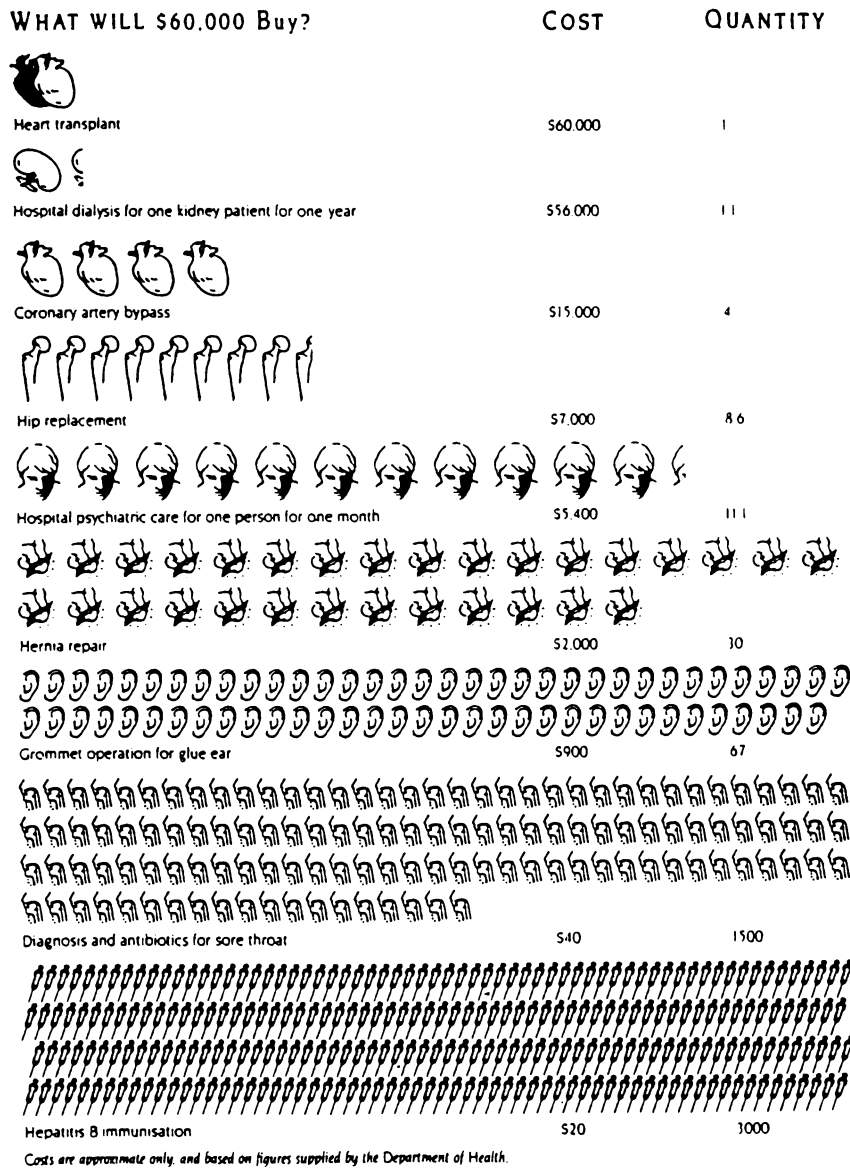 WHAT WILL $60,000 Buy? COST QUANTITY
Heart transplant $60,000 1
Hospital dialysis for one kidney patient for one year $56,000 1.1
Coronary artery bypass $15,000 4
Hip replacement $7,000 8.6
Hospital psychiatric care for one person for one month $5,400 11.1
Hernia repair $2,000 30
Grommet operation for glue ear $900 67
Diagnosis and antibiotics for sore throat $40 1500
Hepatitis B immunisation $20 3000
Costs are approximate only, and based on figures supplied by the Department of Health.